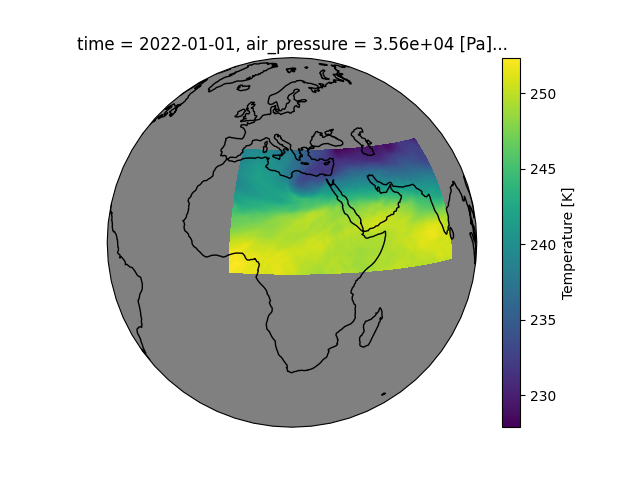 time = 2022-01-01, air_pressure = 3.56e+04 [Pa]...
250
245
240
235
230
Temperature [K]